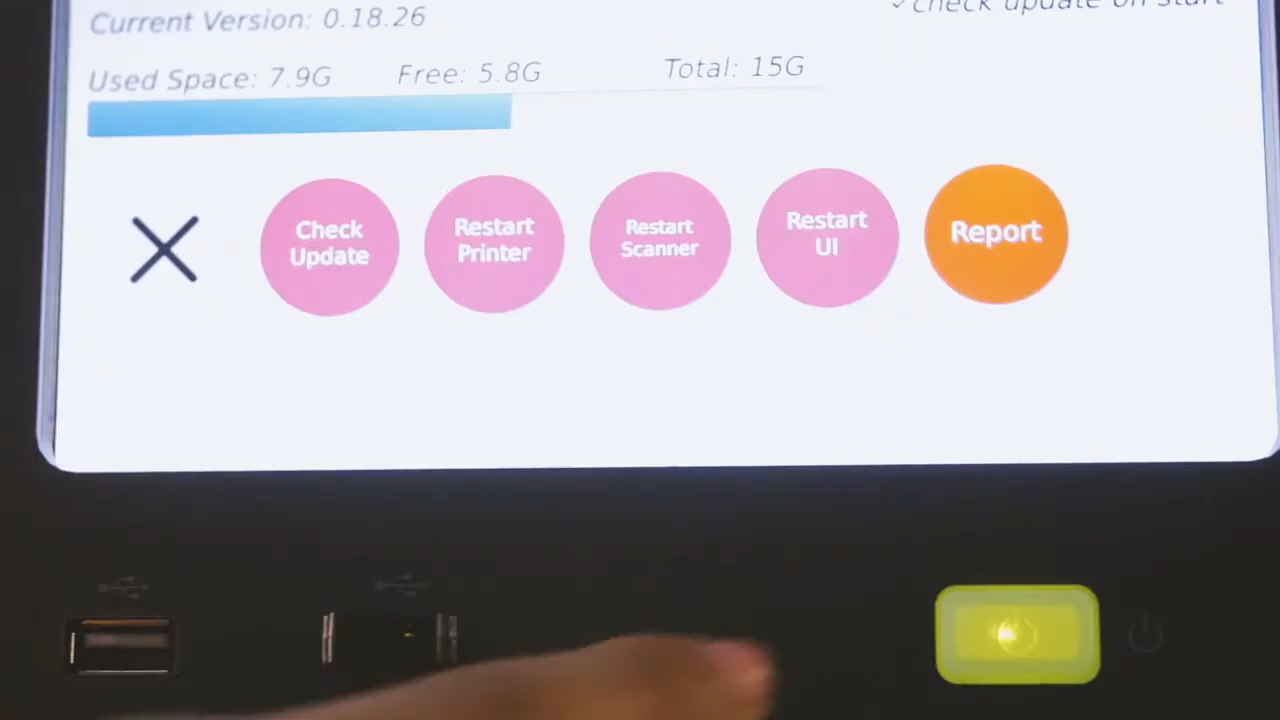 Current Version: 0.18.26
✓check update on start
Used Space: 7.9G Free: 5.8G Total: 15G
Check
Update
Restart
Printer
Restart
Scanner
Restart
UI
Report